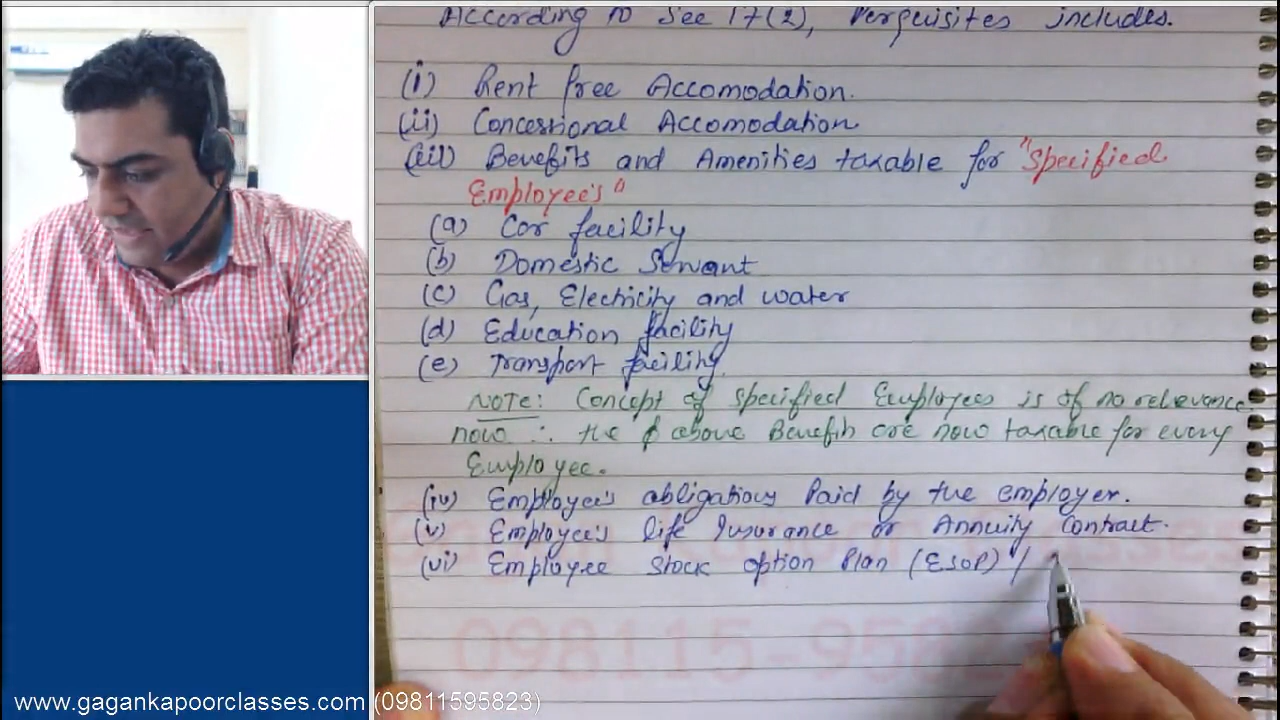 According to Sec 17(2), Perquisites includes.
(i) Rent free Accomodation.
(ii) Concessional Accomodation
(iii) Benefits and Amenities taxable for "Specified
Employee's"
(a) Car facility
(b) Domestic Servant
(c) Gas, Electricity and water
(d) Education facility
(e) Transport facility.
NOTE: Concept of Specified Employees is of no relevance
now ∴ the above Benefits are now taxable for every
Employee.
(iv) Employee's obligations Paid by the employer.
(v) Employee's life Insurance or Annuity Contract.
(vi) Employee Stock option Plan (ESOP) /
098115-958
www.gagankapoorclasses.com (09811595823)